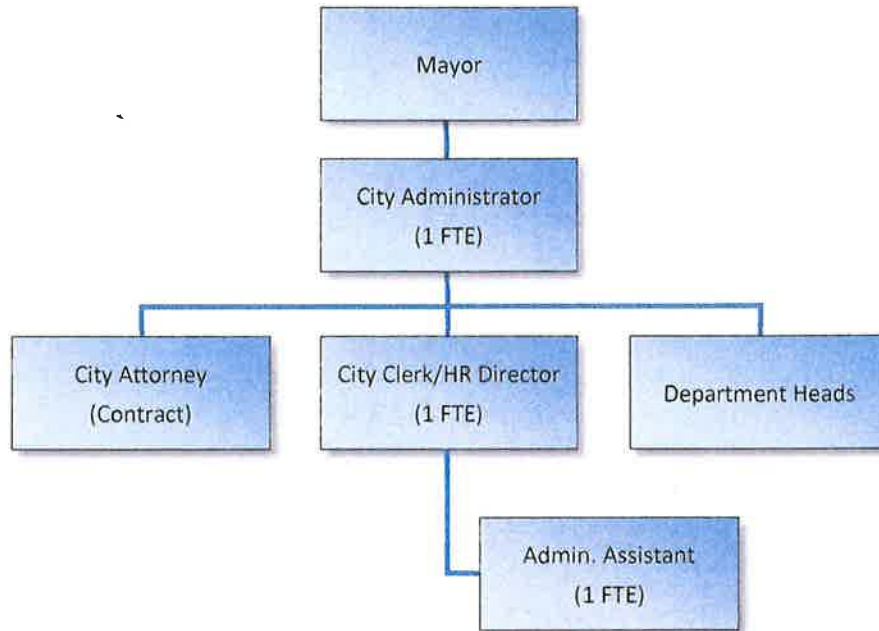 Mayor
City Administrator
(1 FTE)
City Attorney
(Contract)
City Clerk/HR Director
(1 FTE)
Department Heads
Admin. Assistant
(1 FTE)